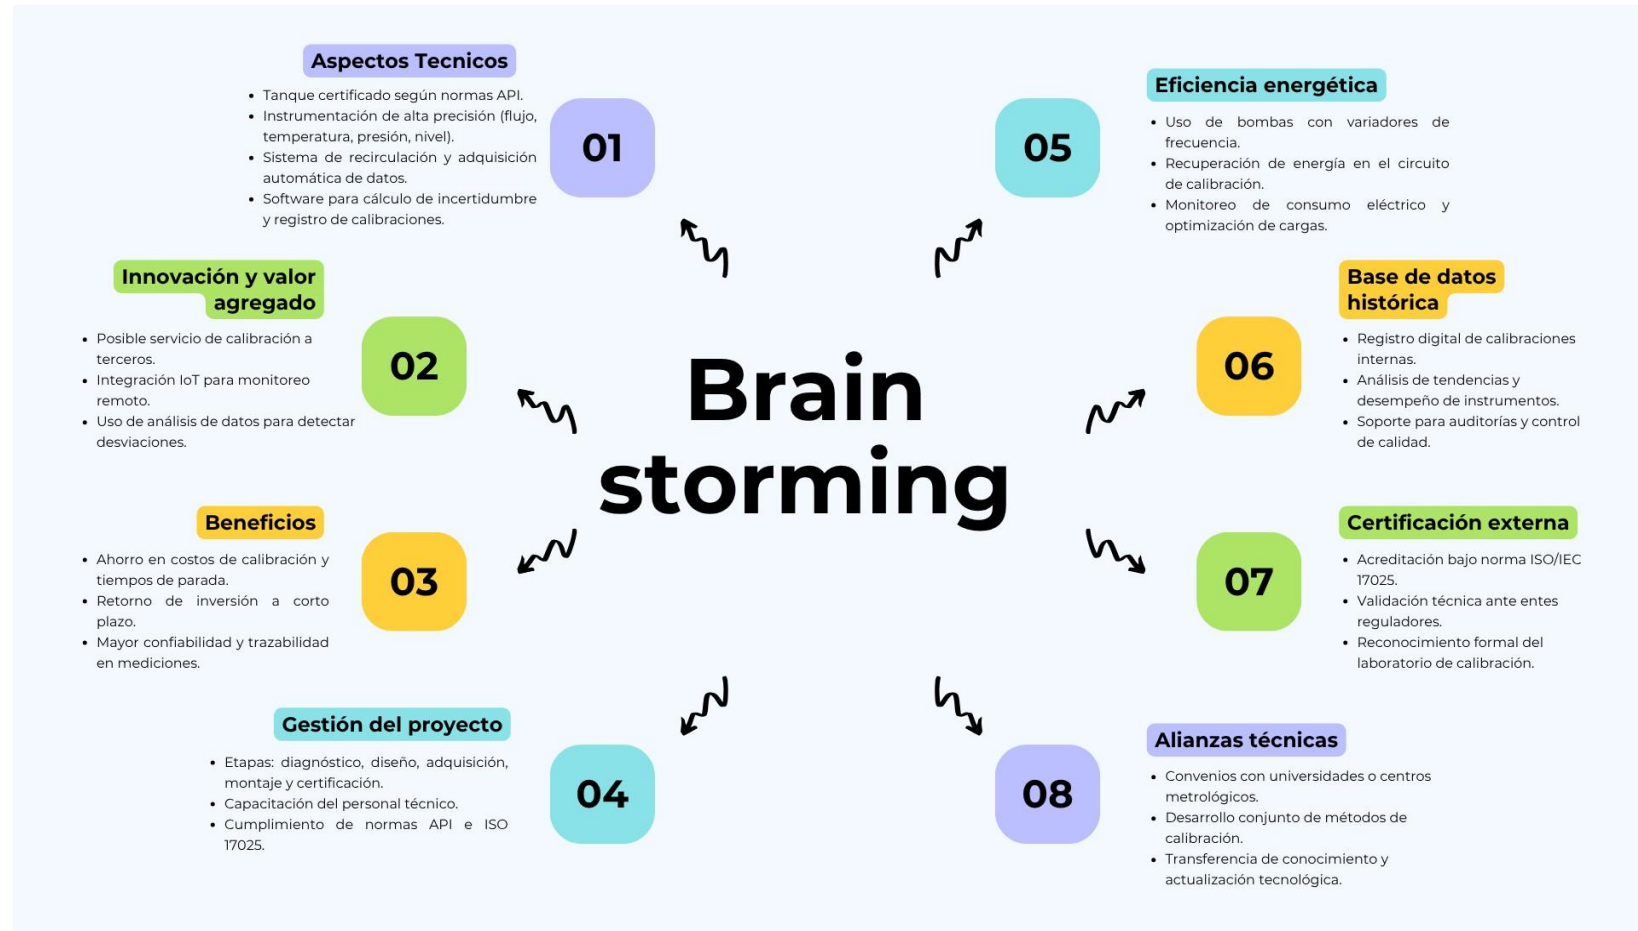 Aspectos Tecnicos
• Tanque certificado según normas API.
• Instrumentación de alta precisión (flujo,
temperatura, presión, nivel).
• Sistema de recirculación y adquisición
automática de datos.
• Software para cálculo de incertidumbre
y registro de calibraciones.
01
Innovación y valor
agregado
• Posible servicio de calibración a
terceros.
• Integración IoT para monitoreo
remoto.
• Uso de análisis de datos para detectar
desviaciones.
02
Beneficios
• Ahorro en costos de calibración y
tiempos de parada.
• Retorno de inversión a corto
plazo.
• Mayor confiabilidad y trazabilidad
en mediciones.
03
Gestión del proyecto
• Etapas: diagnóstico, diseño, adquisición,
montaje y certificación.
• Capacitación del personal técnico.
• Cumplimiento de normas API e ISO
17025.
04
Brain
storming
05
Eficiencia energética
• Uso de bombas con variadores de
frecuencia.
• Recuperación de energía en el circuito
de calibración.
• Monitoreo de consumo eléctrico y
optimización de cargas.
06
Base de datos
histórica
• Registro digital de calibraciones
internas.
• Análisis de tendencias y
desempeño de instrumentos.
• Soporte para auditorías y control
de calidad.
07
Certificación externa
• Acreditación bajo norma ISO/IEC
17025.
• Validación técnica ante entes
reguladores.
• Reconocimiento formal del
laboratorio de calibración.
08
Alianzas técnicas
• Convenios con universidades o centros
metrológicos.
• Desarrollo conjunto de métodos de
calibración.
• Transferencia de conocimiento y
actualización tecnológica.